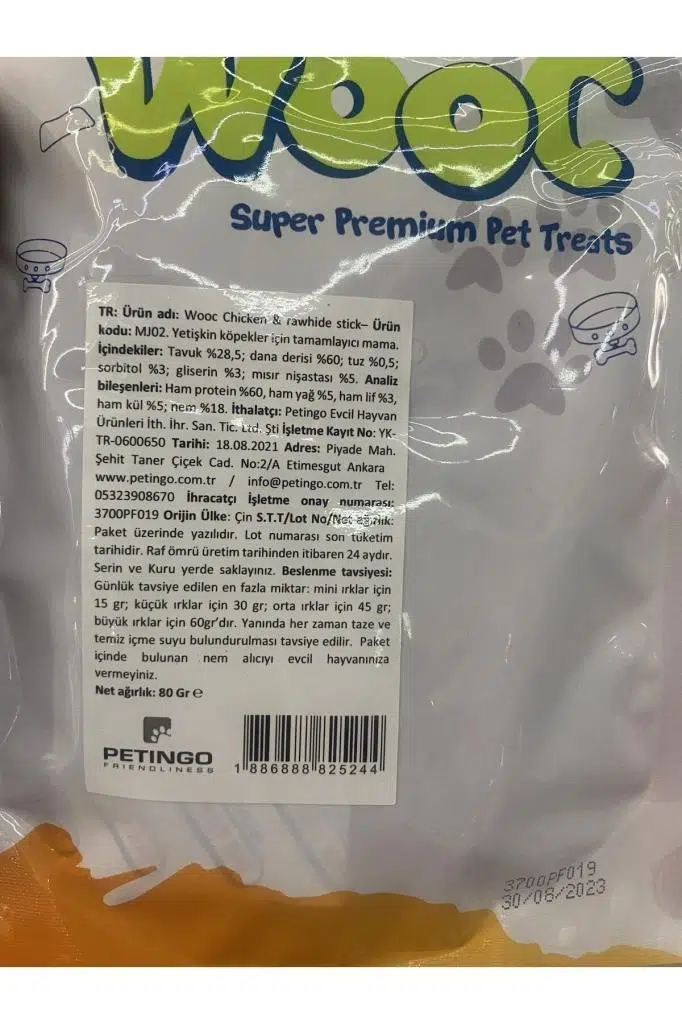 WOOC
Super Premium Pet Treats
TR: Ürün adı: Wooc Chicken & rawhide stick– Ürün
kodu: MJ02. Yetişkin köpekler için tamamlayıcı mama.
İçindekiler: Tavuk %28,5; dana derisi %60; tuz %0,5;
sorbitol %3; gliserin %3; mısır nişastası %5. Analiz
bileşenleri: Ham protein %60, ham yağ %5, ham lif %3,
ham kül %5; nem %18. İthalatçı: Petingo Evcil Hayvan
Ürünleri İth. İhr. San. Tic. Ltd. Şti İşletme Kayıt No: YK-
TR-0600650 Tarihi: 18.08.2021 Adres: Piyade Mah.
Şehit Taner Çiçek Cad. No:2/A Etimesgut Ankara
www.petingo.com.tr / info@petingo.com.tr Tel:
05323908670 İhracatçı İşletme onay numarası:
3700PF019 Orijin Ülke: Çin S.T.T/Lot No/Net ağırlık:
Paket üzerinde yazılıdır. Lot numarası son tüketim
tarihidir. Raf ömrü üretim tarihinden itibaren 24 aydır.
Serin ve Kuru yerde saklayınız. Beslenme tavsiyesi:
Günlük tavsiye edilen en fazla miktar: mini ırklar için
15 gr; küçük ırklar için 30 gr; orta ırklar için 45 gr;
büyük ırklar için 60gr'dır. Yanında her zaman taze ve
temiz içme suyu bulundurulması tavsiye edilir. Paket
içinde bulunan nem alıcıyı evcil hayvanınıza
vermeyiniz.
Net ağırlık: 80 Gr ℮
PETINGO
FRIENDLINESS
1 886888 825244
3700PF019
30/08/2023